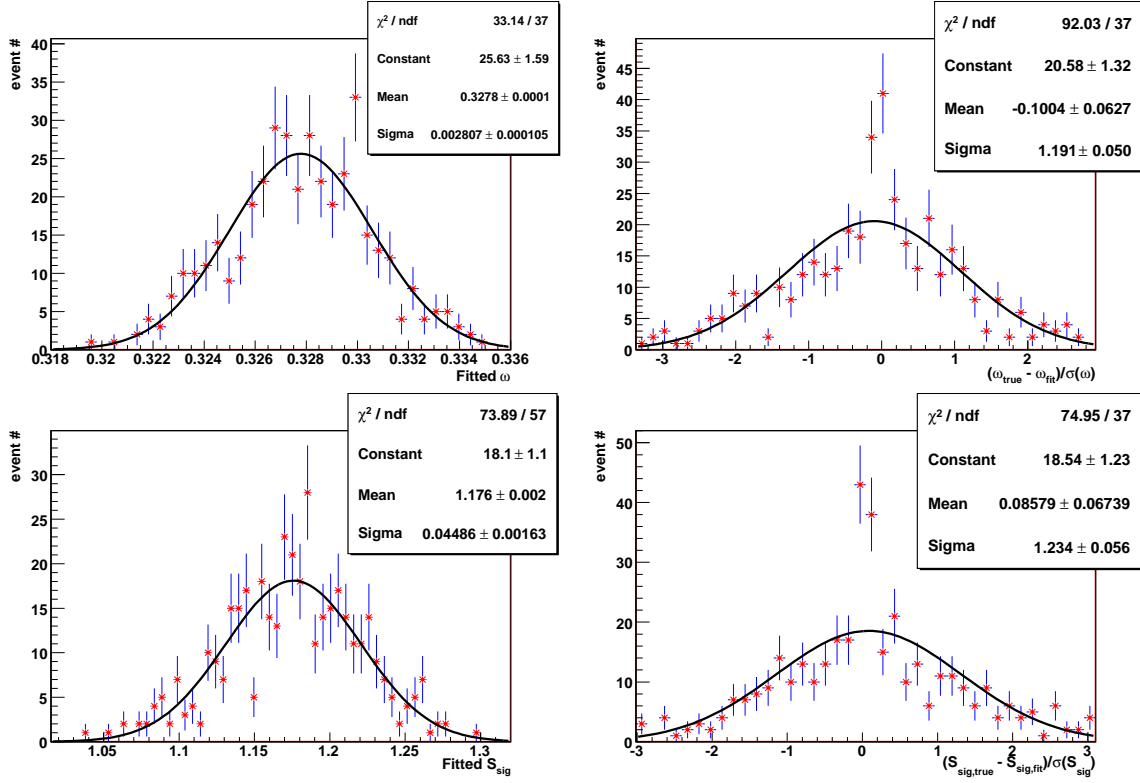 χ² / ndf 33.14 / 37
Constant 25.63 ± 1.59
Mean 0.3278 ± 0.0001
Sigma 0.002807 ± 0.000105
event #
40
35
30
25
20
15
10
5
0
0.318 0.32 0.322 0.324 0.326 0.328 0.33 0.332 0.334 0.336
Fitted ω
χ² / ndf 92.03 / 37
Constant 20.58 ± 1.32
Mean -0.1004 ± 0.0627
Sigma 1.191 ± 0.050
event #
45
40
35
30
25
20
15
10
5
0
-3 -2 -1 0 1 2
(ω_true - ω_fit)/σ(ω)
χ² / ndf 73.89 / 57
Constant 18.1 ± 1.1
Mean 1.176 ± 0.002
Sigma 0.04486 ± 0.00163
event #
30
25
20
15
10
5
0
1.05 1.1 1.15 1.2 1.25 1.3
Fitted S_sig
χ² / ndf 74.95 / 37
Constant 18.54 ± 1.23
Mean 0.08579 ± 0.06739
Sigma 1.234 ± 0.056
event #
50
40
30
20
10
0
-3 -2 -1 0 1 2 3
(S_sig,true - S_sig,fit)/σ(S_sig)